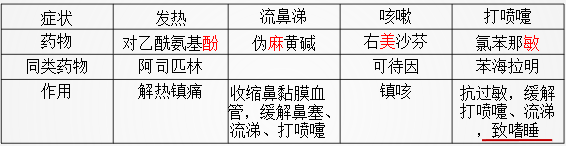 症状 发热 流鼻涕 咳嗽 打喷嚏
药物 对乙酰氨基酚 伪麻黄碱 右美沙芬 氯苯那敏
同类药物 阿司匹林 可待因 苯海拉明
作用 解热镇痛 收缩鼻黏膜血 镇咳 抗过敏，缓解
管，缓解鼻塞、 打喷嚏、流涕
流涕、打喷嚏 ，致嗜睡